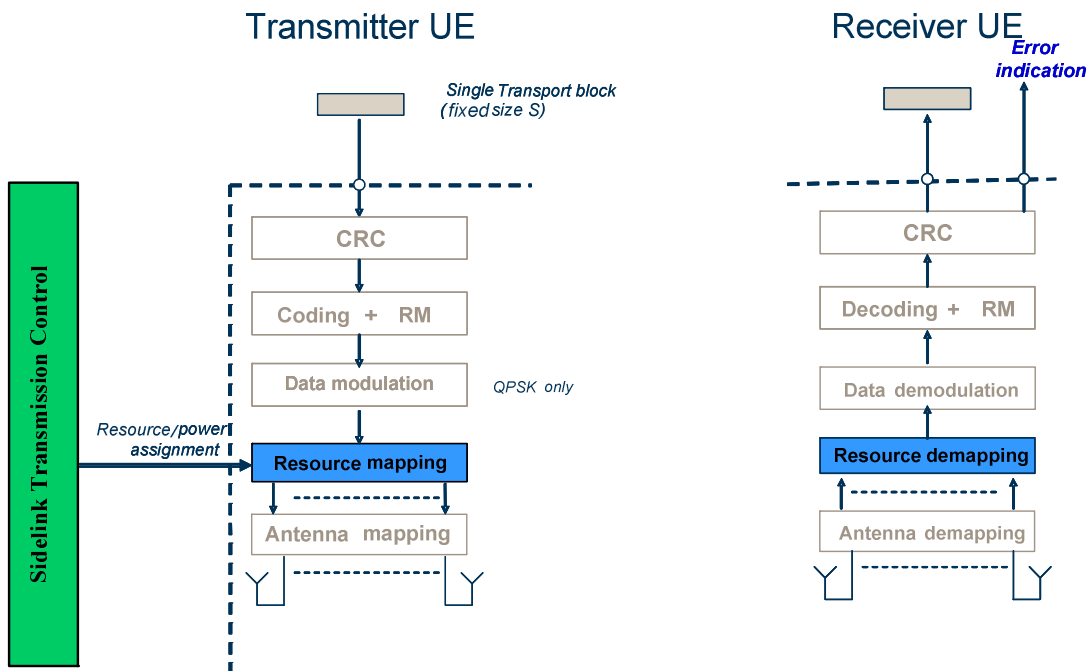 Transmitter UE
Receiver UE
Error
indication
Single Transport block
(fixed size S)
Sidelink Transmission Control
CRC
Coding + RM
Data modulation
QPSK only
Resource/power
assignment
Resource mapping
Antenna mapping
CRC
Decoding + RM
Data demodulation
Resource demapping
Antenna demapping